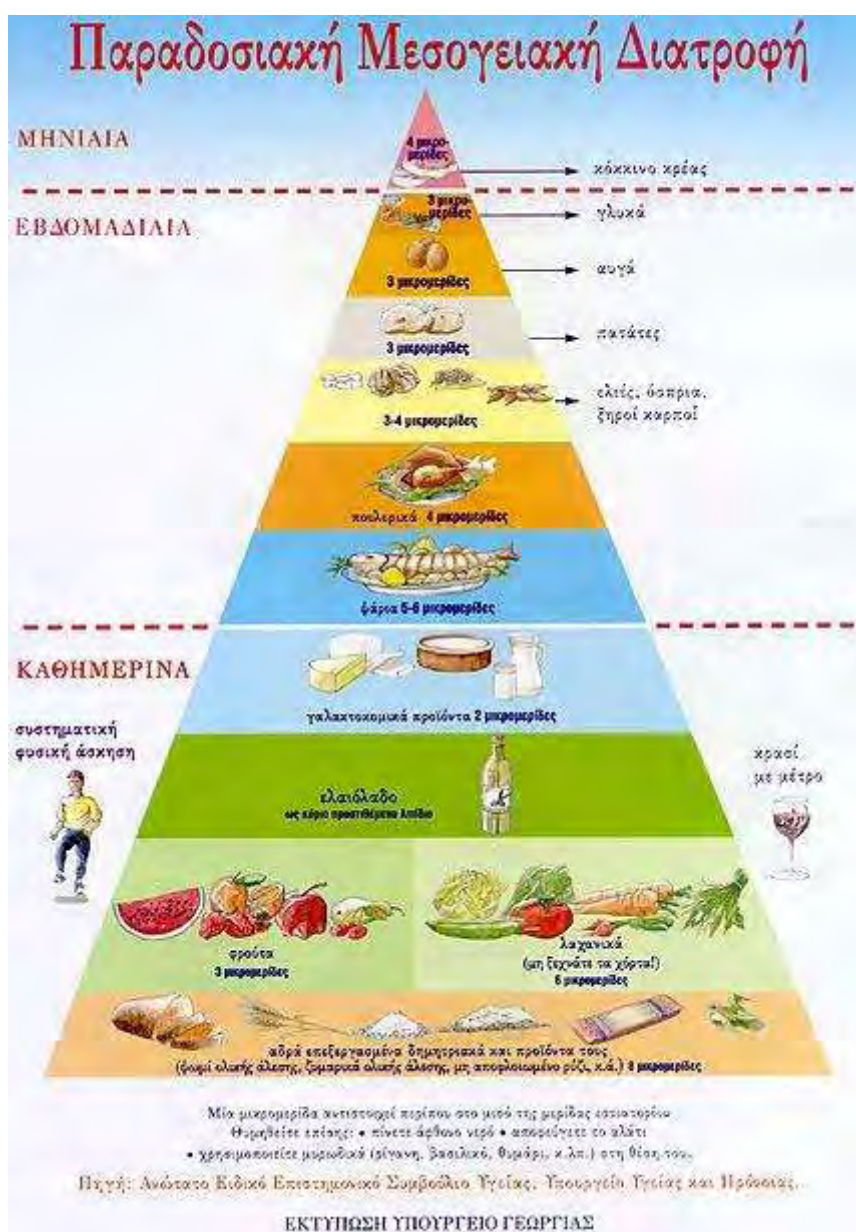 Παραδοσιακή Μεσογειακή Διατροφή
ΜΗΝΙΑΙΑ
4 μικρο-
μερίδες
κόκκινο κρέας
ΕΒΔΟΜΑΔΙΑΙΑ
3 μικρο-
μερίδες
γλυκά
αυγά
3 μικρομερίδες
πατάτες
3 μικρομερίδες
ελιές, όσπρια,
ξηροί καρποί
3-4 μικρομερίδες
πουλερικά 4 μικρομερίδες
ψάρια 5-6 μικρομερίδες
ΚΑΘΗΜΕΡΙΝΑ
γαλακτοκομικά προϊόντα 2 μικρομερίδες
συστηματική
φυσική άσκηση
κρασί
με μέτρο
ελαιόλαδο
ως κύριο προστιθέμενο λιπίδιο
φρούτα
3 μικρομερίδες
λαχανικά
(μη ξεχνάτε τα χόρτα!)
6 μικρομερίδες
αδρά επεξεργασμένα δημητριακά και προϊόντα τους
(ψωμί ολικής άλεσης, ζυμαρικά ολικής άλεσης, μη αποφλοιωμένο ρύζι, κ.ά.) 8 μικρομερίδες
Μία μικρομερίδα αντιστοιχεί περίπου στο μισό της μερίδας εστιατορίου
Θυμηθείτε επίσης: • πίνετε άφθονο νερό • αποφεύγετε το αλάτι
• χρησιμοποιείτε μυρωδικά (ρίγανη, βασιλικό, θυμάρι, κ.λπ.) στη θέση του.
Πηγή: Ανώτατο Ειδικό Επιστημονικό Συμβούλιο Υγείας, Υπουργείο Υγείας και Πρόνοιας.
ΕΚΤΥΠΩΣΗ ΥΠΟΥΡΓΕΙΟ ΓΕΩΡΓΙΑΣ